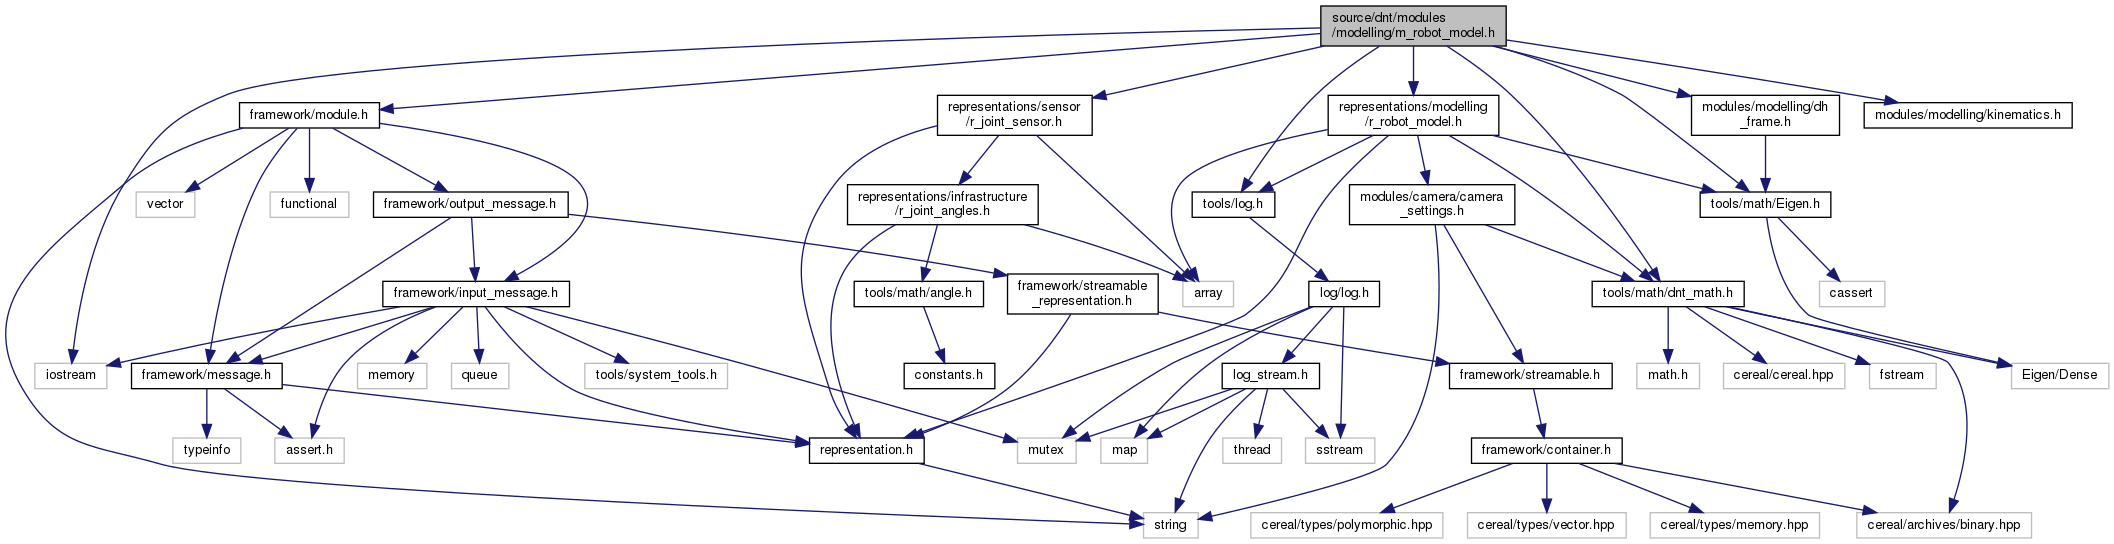 source/dnt/modules
/modelling/m_robot_model.h
framework/module.h
representations/sensor
/r_joint_sensor.h
representations/modelling
/r_robot_model.h
modules/modelling/dh
_frame.h
modules/modelling/kinematics.h
vector
functional
framework/output_message.h
representations/infrastructure
/r_joint_angles.h
tools/log.h
modules/camera/camera
_settings.h
tools/math/Eigen.h
framework/input_message.h
tools/math/angle.h
framework/streamable
_representation.h
array
log/log.h
tools/math/dnt_math.h
cassert
iostream
framework/message.h
memory
queue
tools/system_tools.h
constants.h
log_stream.h
framework/streamable.h
math.h
cereal/cereal.hpp
fstream
Eigen/Dense
typeinfo
assert.h
representation.h
mutex
map
thread
sstream
framework/container.h
string
cereal/types/polymorphic.hpp
cereal/types/vector.hpp
cereal/types/memory.hpp
cereal/archives/binary.hpp